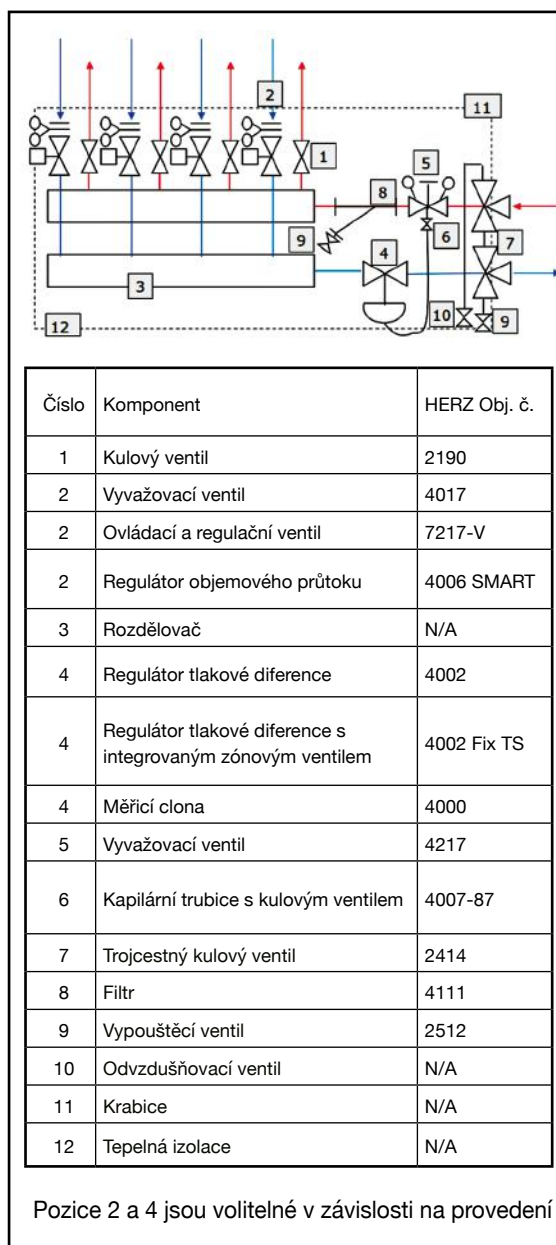 2
11
1
5
8
6
9
7
4
3
10
9
12
Číslo Komponent HERZ Obj. č.
1 Kulový ventil 2190
2 Vyvažovací ventil 4017
2 Ovládací a regulační ventil 7217-V
2 Regulátor objemového průtoku 4006 SMART
3 Rozdělovač N/A
4 Regulátor tlakové diference 4002
4 Regulátor tlakové diference s
integrovaným zónovým ventilem 4002 Fix TS
4 Měřicí clona 4000
5 Vyvažovací ventil 4217
6 Kapilární trubice s kulovým ventilem 4007-87
7 Trojcestný kulový ventil 2414
8 Filtr 4111
9 Vypouštěcí ventil 2512
10 Odvzdušňovací ventil N/A
11 Krabice N/A
12 Tepelná izolace N/A
Pozice 2 a 4 jsou volitelné v závislosti na provedení